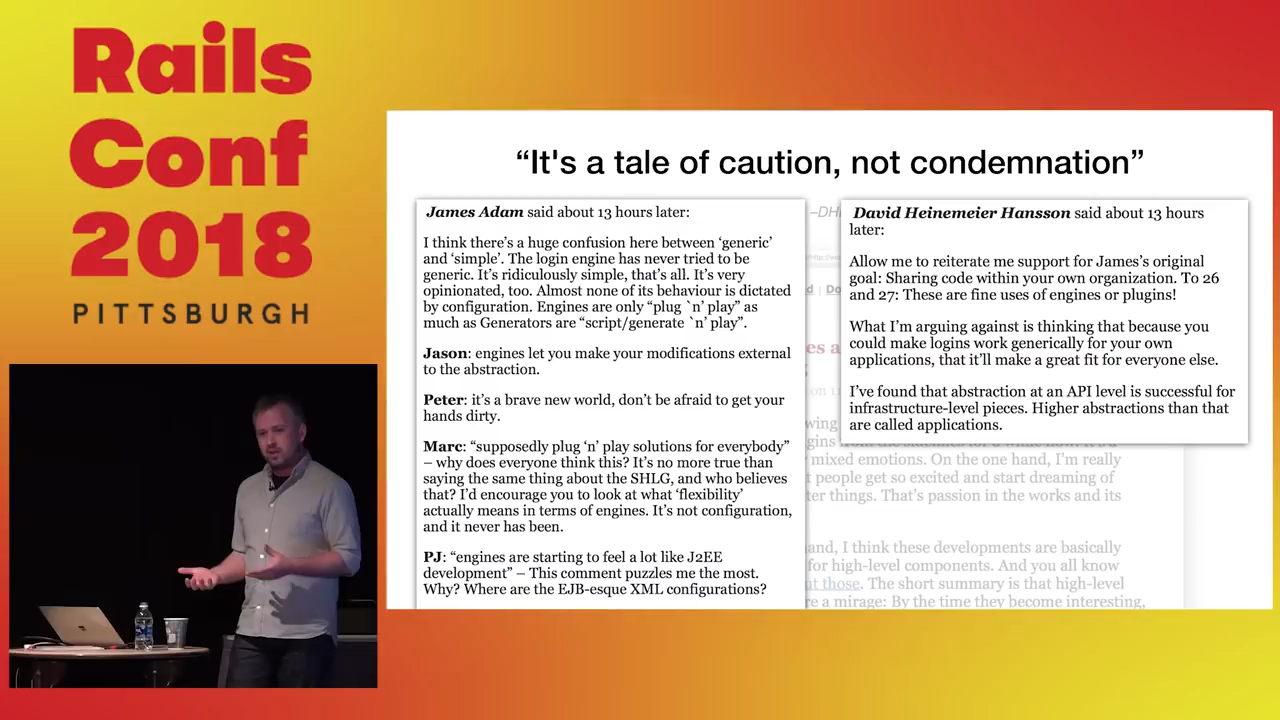 Rails
Conf
2018
PITTSBURGH
“It's a tale of caution, not condemnation”
James Adam said about 13 hours later:
I think there’s a huge confusion here between ‘generic’
and ‘simple’. The login engine has never tried to be
generic. It’s ridiculously simple, that’s all. It’s very
opinionated, too. Almost none of its behaviour is dictated
by configuration. Engines are only “plug `n’ play” as
much as Generators are “script/generate `n’ play”.
Jason: engines let you make your modifications external
to the abstraction.
Peter: it’s a brave new world, don’t be afraid to get your
hands dirty.
Marc: “supposedly plug ‘n’ play solutions for everybody”
– why does everyone think this? It’s no more true than
saying the same thing about the SHLG, and who believes
that? I’d encourage you to look at what ‘flexibility’
actually means in terms of engines. It’s not configuration,
and it never has been.
PJ: “engines are starting to feel a lot like J2EE
development” – This comment puzzles me the most.
Why? Where are the EJB-esque XML configurations?
–DH
David Heinemeier Hansson said about 13 hours
later:
Allow me to reiterate me support for James’s original
goal: Sharing code within your own organization. To 26
and 27: These are fine uses of engines or plugins!
What I’m arguing against is thinking that because you
could make logins work generically for your own
applications, that it’ll make a great fit for everyone else.
I’ve found that abstraction at an API level is successful for
infrastructure-level pieces. Higher abstractions than that
are called applications.
mixed emotions. On the one hand, I’m really
people get so excited and start dreaming of
ter things. That’s passion in the works and its
and, I think these developments are basically
for high-level components. And you all know
ut those. The short summary is that high-level
re a mirage: By the time they become interesting,